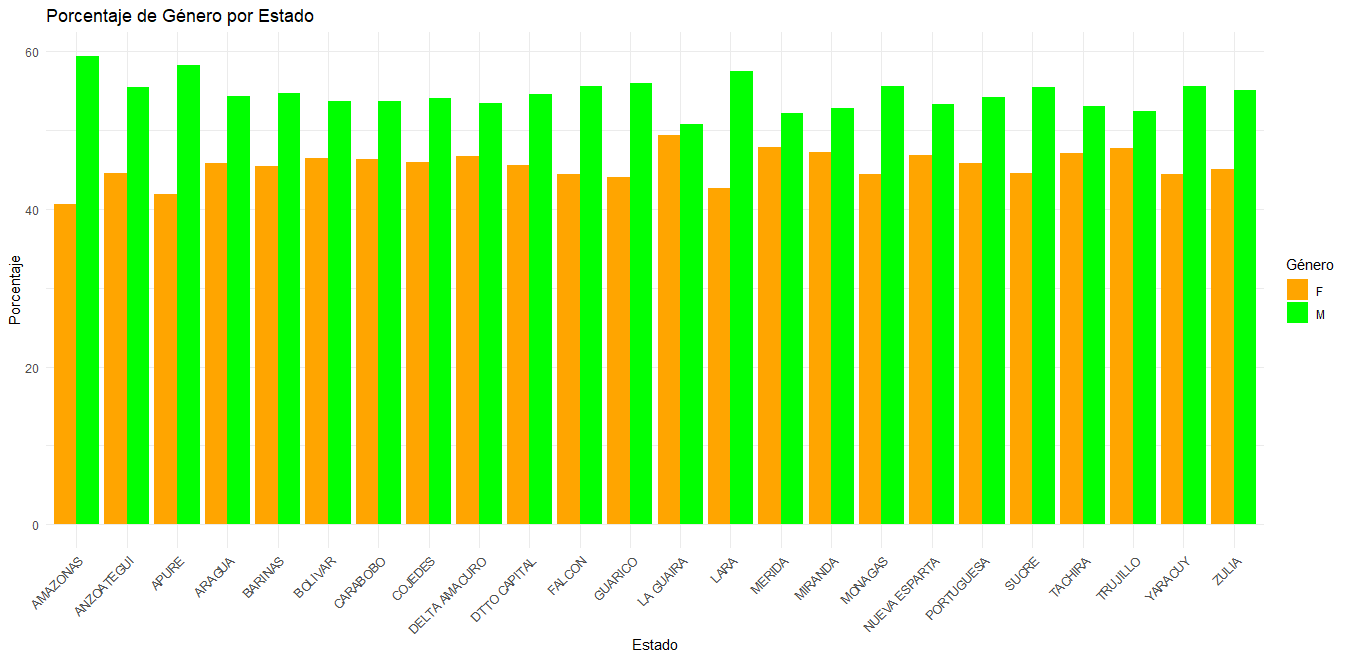 Porcentaje de Género por Estado
Porcentaje
60
40
20
0
AMAZONAS
ANZOATEGUI
APURE
ARAGUA
BARINAS
BOLIVAR
CARABOBO
COJEDES
DELTA AMACURO
DTTO CAPITAL
FALCON
GUARICO
LA GUAIRA
LARA
MERIDA
MIRANDA
MONAGAS
NUEVA ESPARTA
PORTUGUESA
SUCRE
TACHIRA
TRUJILLO
YARACUY
ZULIA
Estado
Género
F
M